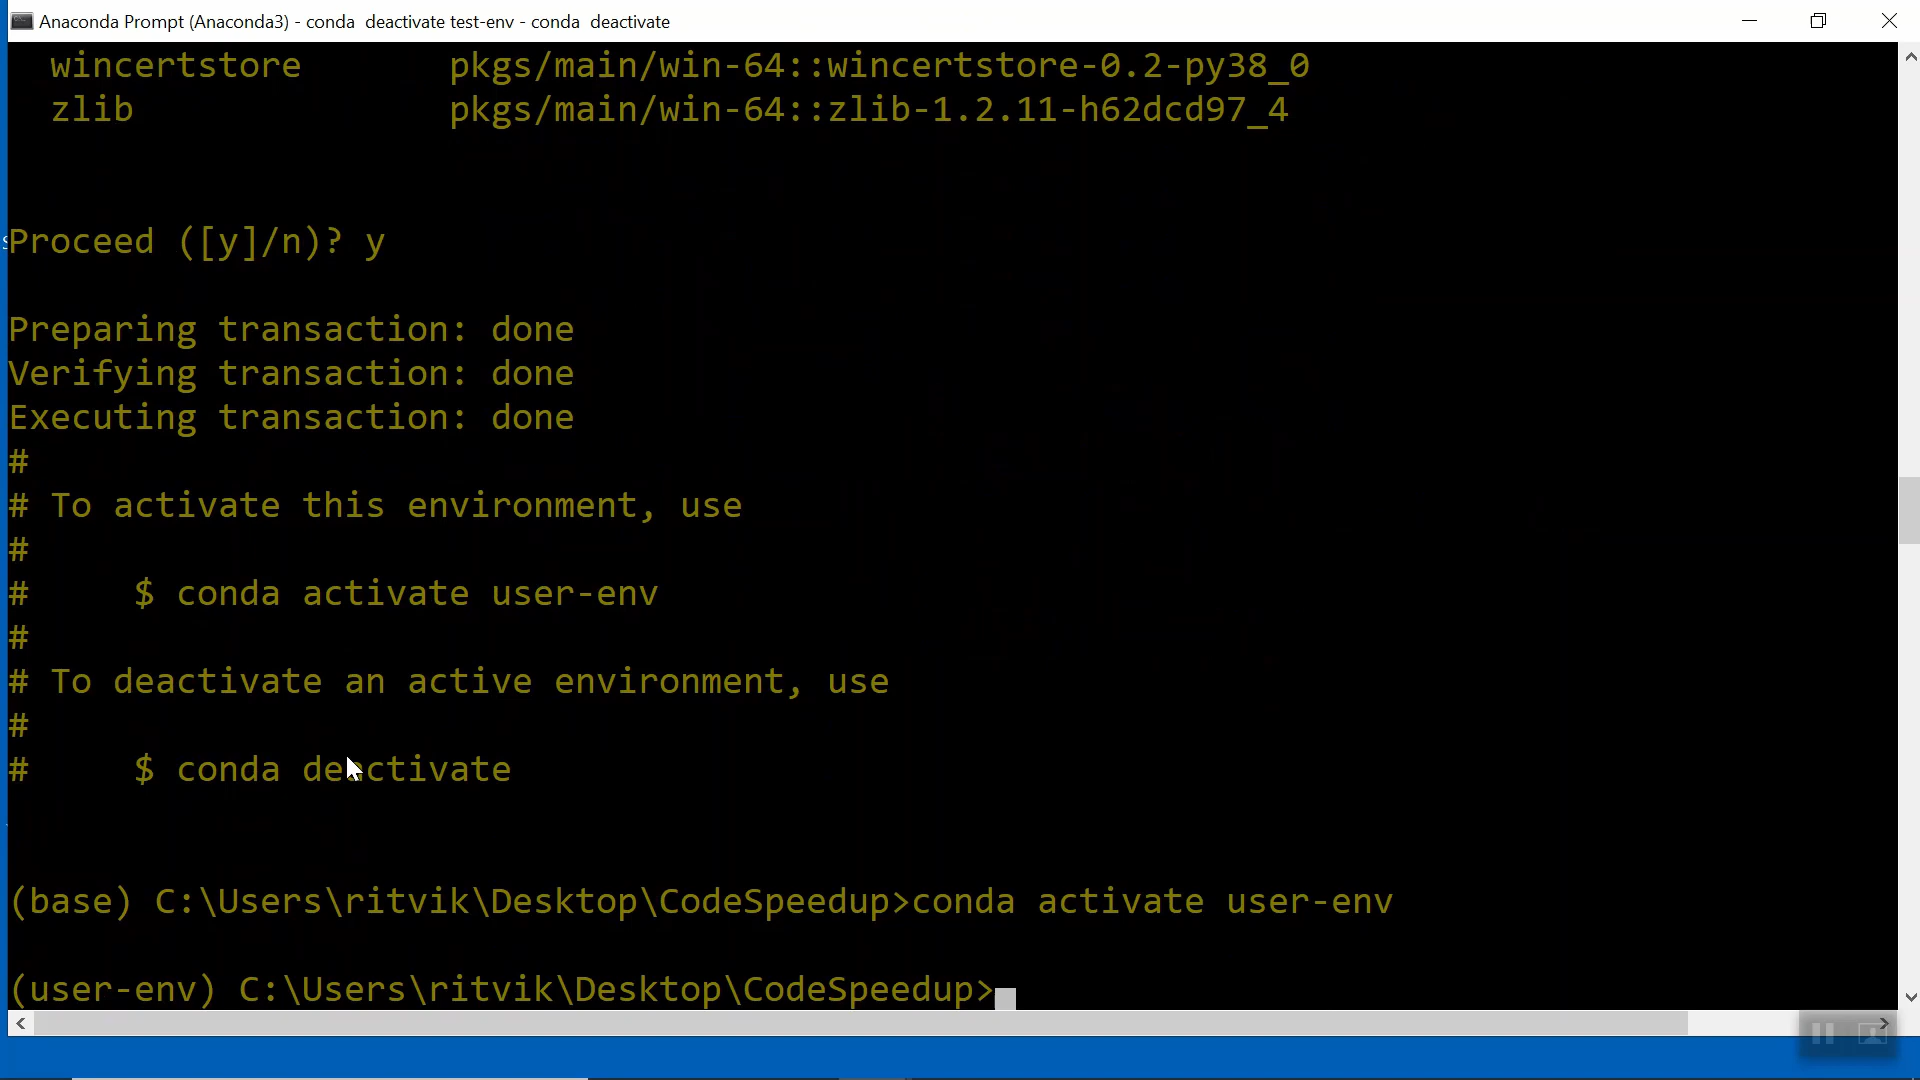 Anaconda Prompt (Anaconda3) - conda  deactivate test-env - conda  deactivate
wincertstore       pkgs/main/win-64::wincertstore-0.2-py38_0
zlib               pkgs/main/win-64::zlib-1.2.11-h62dcd97_4
Proceed ([y]/n)? y
Preparing transaction: done
Verifying transaction: done
Executing transaction: done
#
# To activate this environment, use
#
#     $ conda activate user-env
#
# To deactivate an active environment, use
#
#     $ conda deactivate
(base) C:\Users\ritvik\Desktop\CodeSpeedup>conda activate user-env
(user-env) C:\Users\ritvik\Desktop\CodeSpeedup>